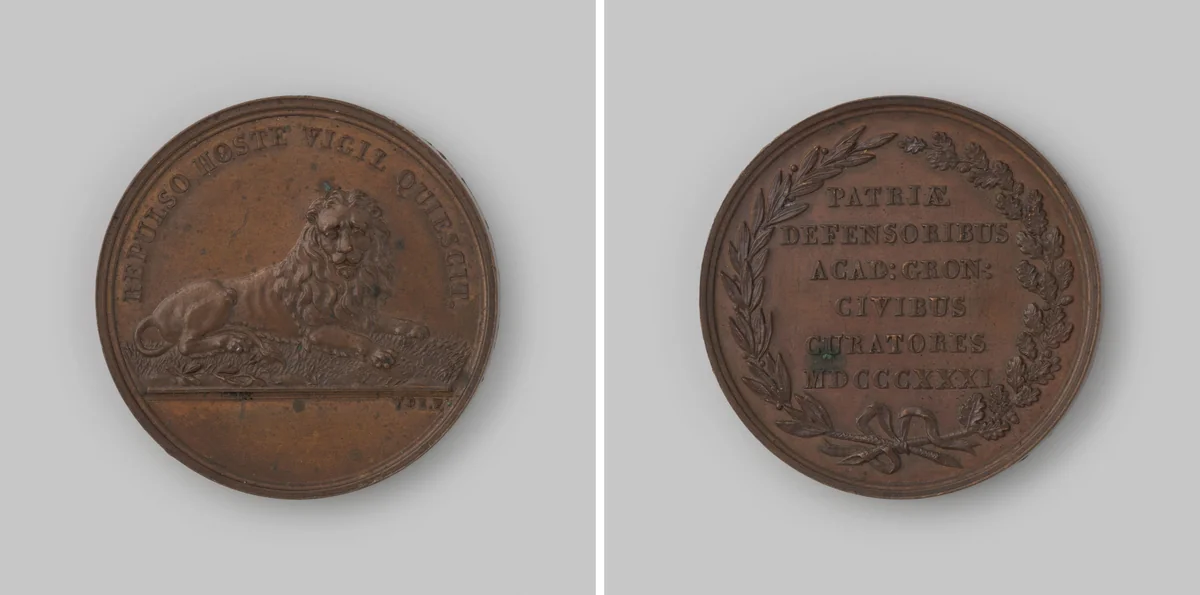 REPULSO HOSTE VIGIL QUIESCIT.
PATRIÆ
DEFENSORIBUS
ACAD: GRON:
CIVIBUS
CURATORES
MDCCCXXXI